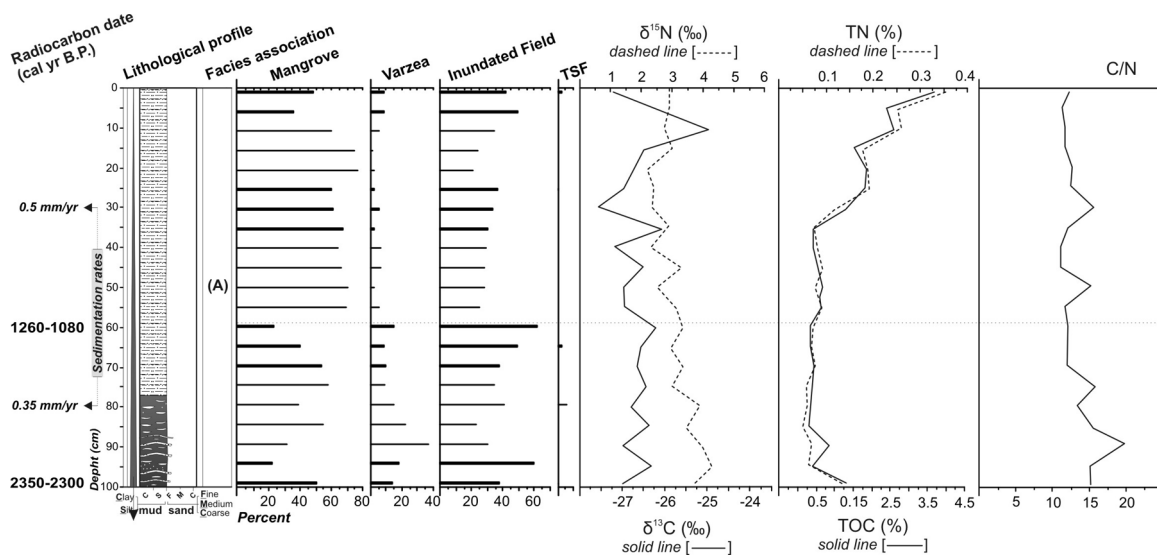 Radiocarbon date
(cal yr B.P.)
Lithological profile
Facies association
Mangrove
Varzea
Inundated Field
TSF
δ¹⁵N (‰)
dashed line [-----]
1 2 3 4 5 6
TN (%)
dashed line [-----]
0.1 0.2 0.3 0.4
C/N
0
10
20
30
40
50
60
70
80
90
100
0.5 mm/yr
Sedimentation rates
1260-1080
0.35 mm/yr
2350-2300
Depht (cm)
(A)
Clay
Silt
C S F M C
mud sand
Fine
Medium
Coarse
20 40 60 80
Percent
20 40
20 40 60
-27 -26 -25 -24
δ¹³C (‰)
solid line [——]
0.5 1.5 2.5 3.5 4.5
TOC (%)
solid line [——]
5 10 15 20 25